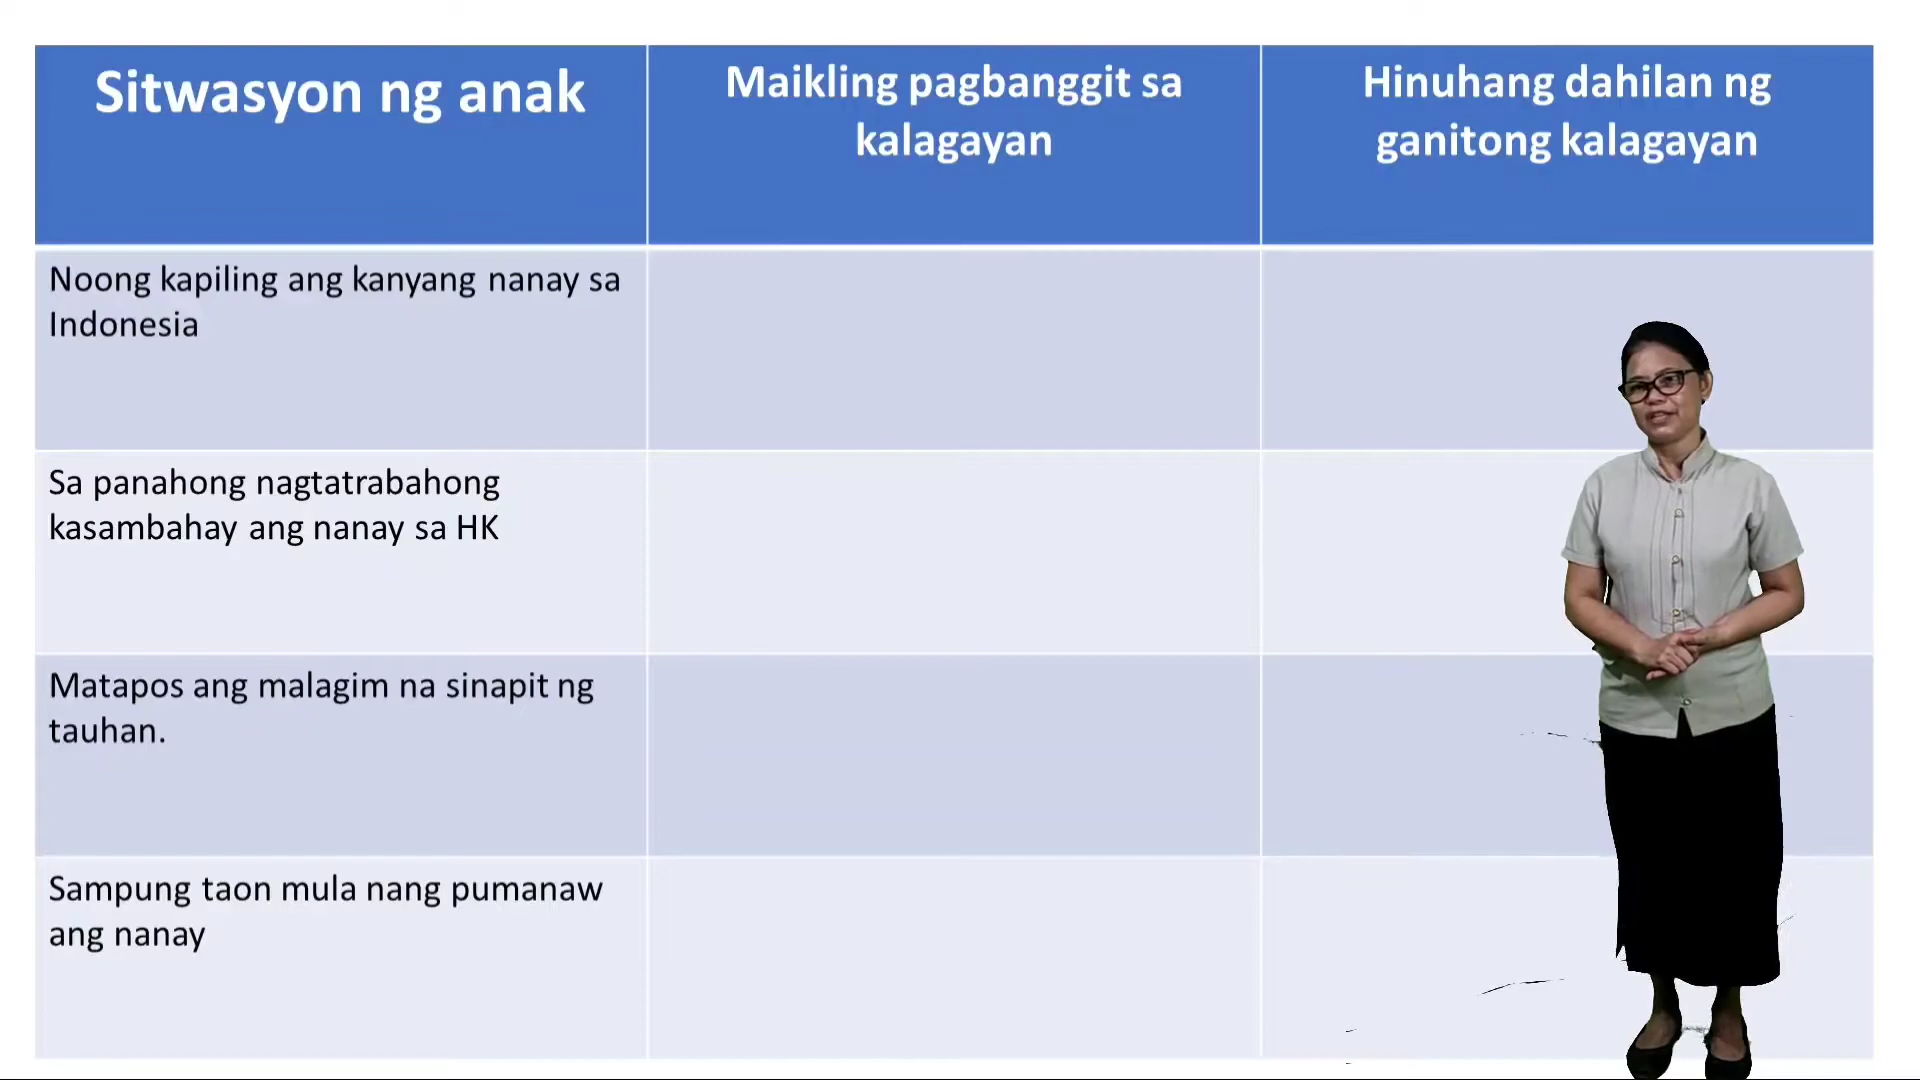 Sitwasyon ng anak
Maikling pagbanggit sa
kalagayan
Hinuhang dahilan ng
ganitong kalagayan
Noong kapiling ang kanyang nanay sa
Indonesia
Sa panahong nagtatrabahong
kasambahay ang nanay sa HK
Matapos ang malagim na sinapit ng
tauhan.
Sampung taon mula nang pumanaw
ang nanay